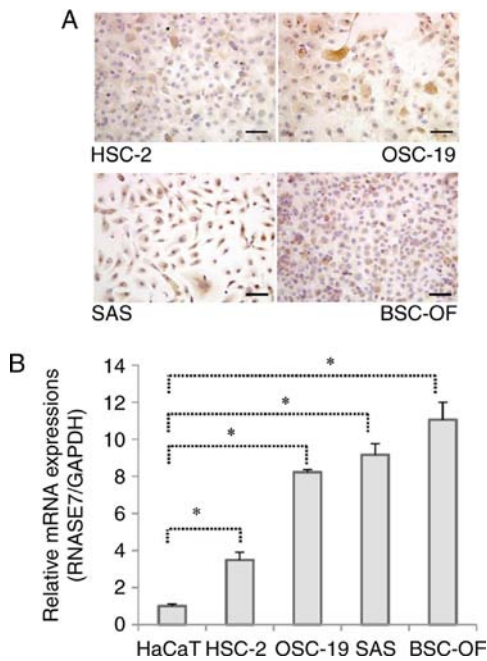 A
HSC-2
OSC-19
SAS
BSC-OF
B
Relative mRNA expressions
(RNASE7/GAPDH)
14
12
10
8
6
4
2
0
*
*
*
*
HaCaT HSC-2 OSC-19 SAS BSC-OF